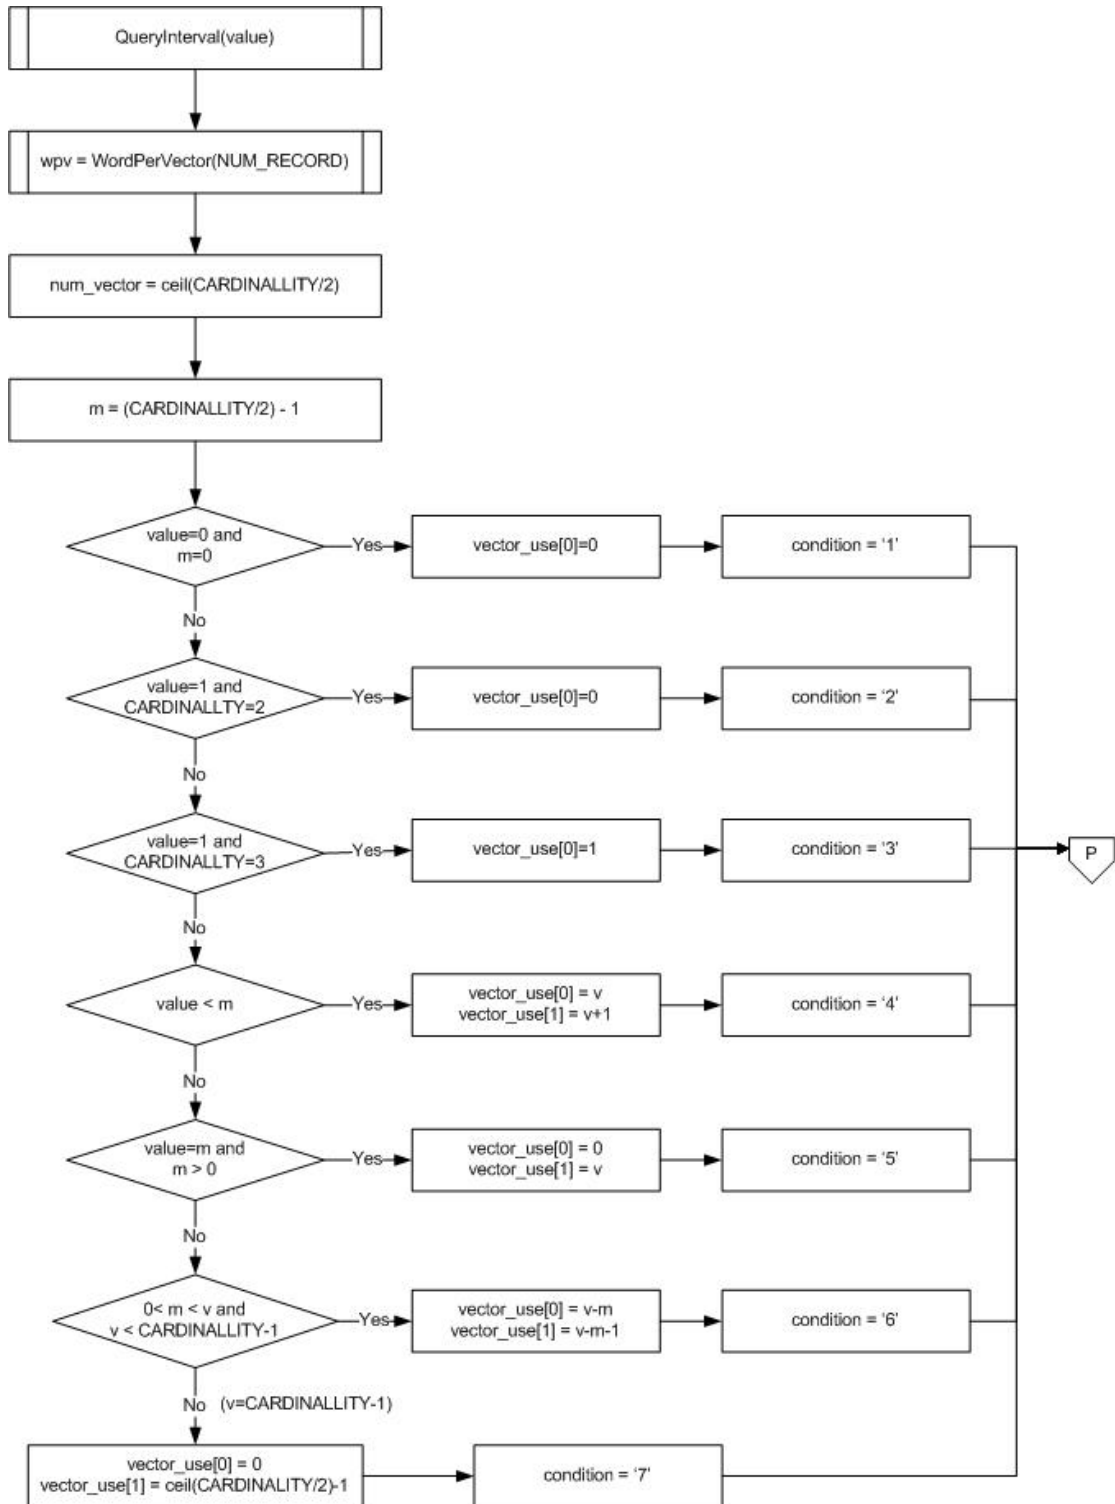 QueryInterval(value)
wpv = WordPerVector(NUM_RECORD)
num_vector = ceil(CARDINALLITY/2)
m = (CARDINALLITY/2) - 1
value=0 and
m=0
Yes
vector_use[0]=0
condition = ‘1’
No
value=1 and
CARDINALLTY=2
Yes
vector_use[0]=0
condition = ‘2’
No
value=1 and
CARDINALLTY=3
Yes
vector_use[0]=1
condition = ‘3’
P
No
value < m
Yes
vector_use[0] = v
vector_use[1] = v+1
condition = ‘4’
No
value=m and
m > 0
Yes
vector_use[0] = 0
vector_use[1] = v
condition = ‘5’
No
0< m < v and
v < CARDINALLITY-1
Yes
vector_use[0] = v-m
vector_use[1] = v-m-1
condition = ‘6’
No (v=CARDINALLITY-1)
vector_use[0] = 0
vector_use[1] = ceil(CARDINALITY/2)-1
condition = ‘7’